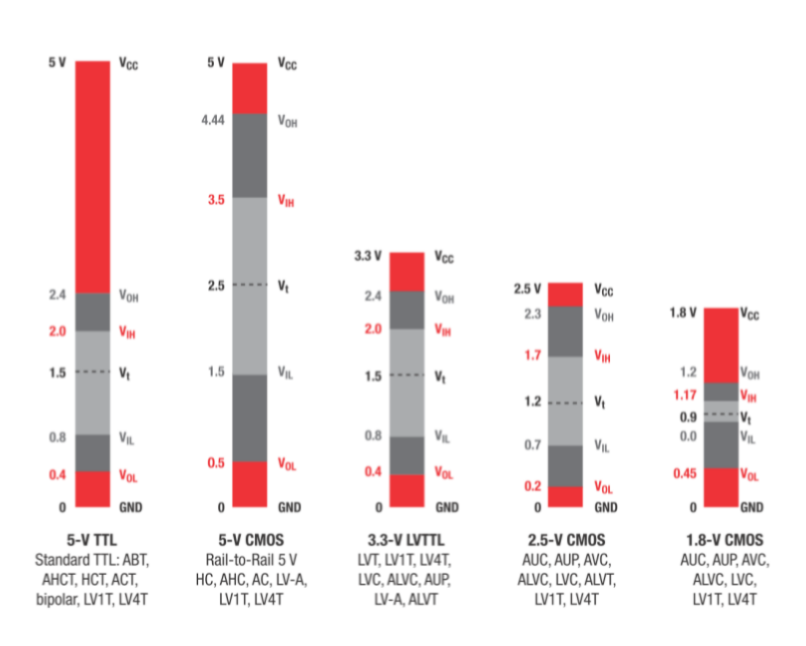 5 V VCC
2.4 VOH
2.0 VIH
1.5 Vt
0.8 VIL
0.4 VOL
0 GND
5-V TTL
Standard TTL: ABT,
AHCT, HCT, ACT,
bipolar, LV1T, LV4T
5 V VCC
4.44 VOH
3.5 VIH
2.5 Vt
1.5 VIL
0.5 VOL
0 GND
5-V CMOS
Rail-to-Rail 5 V
HC, AHC, AC, LV-A,
LV1T, LV4T
3.3 V VCC
2.4 VOH
2.0 VIH
1.5 Vt
0.8 VIL
0.4 VOL
0 GND
3.3-V LVTTL
LVT, LV1T, LV4T,
LVC, ALVC, AUP,
LV-A, ALVT
2.5 V VCC
2.3 VOH
1.7 VIH
1.2 Vt
0.7 VIL
0.2 VOL
0 GND
2.5-V CMOS
AUC, AUP, AVC,
ALVC, LVC, ALVT,
LV1T, LV4T
1.8 V VCC
1.2 VOH
1.17 VIH
0.9 Vt
0.0 VIL
0.45 VOL
0 GND
1.8-V CMOS
AUC, AUP, AVC,
ALVC, LVC,
LV1T, LV4T